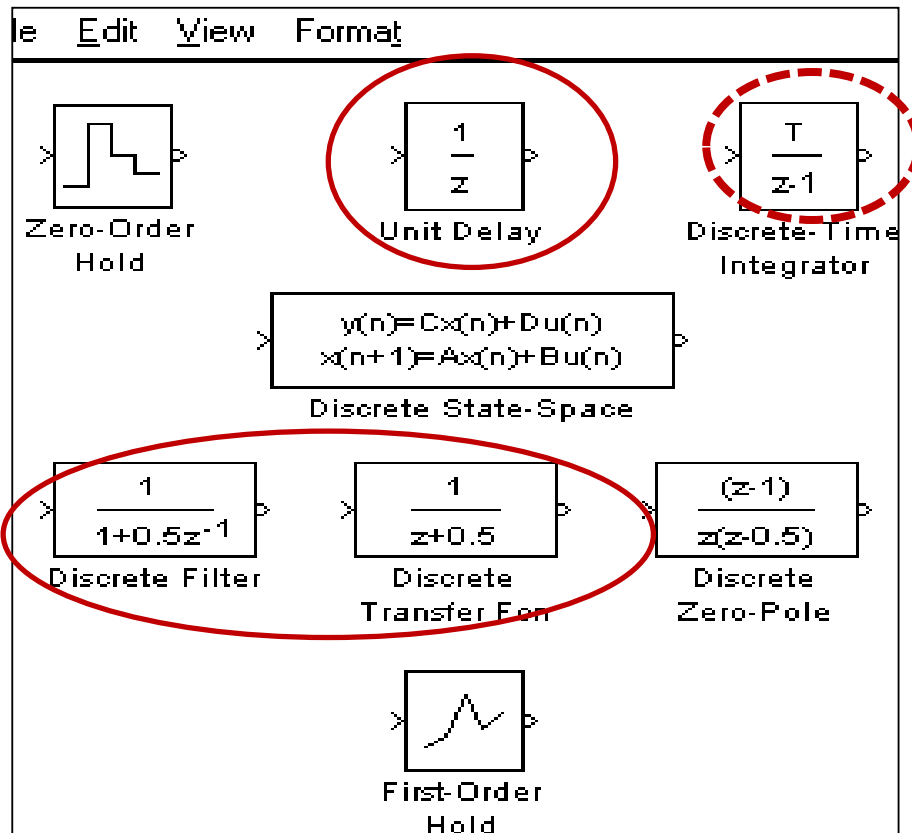 le Edit View Format
1
z
T
z-1
Zero-Order
Hold
Unit Delay
Discrete-Time
Integrator
y(n)=Cx(n)+Du(n)
x(n+1)=Ax(n)+Bu(n)
Discrete State-Space
1
1+0.5z⁻¹
1
z+0.5
(z-1)
z(z-0.5)
Discrete Filter
Discrete
Transfer Fcn
Discrete
Zero-Pole
First-Order
Hold